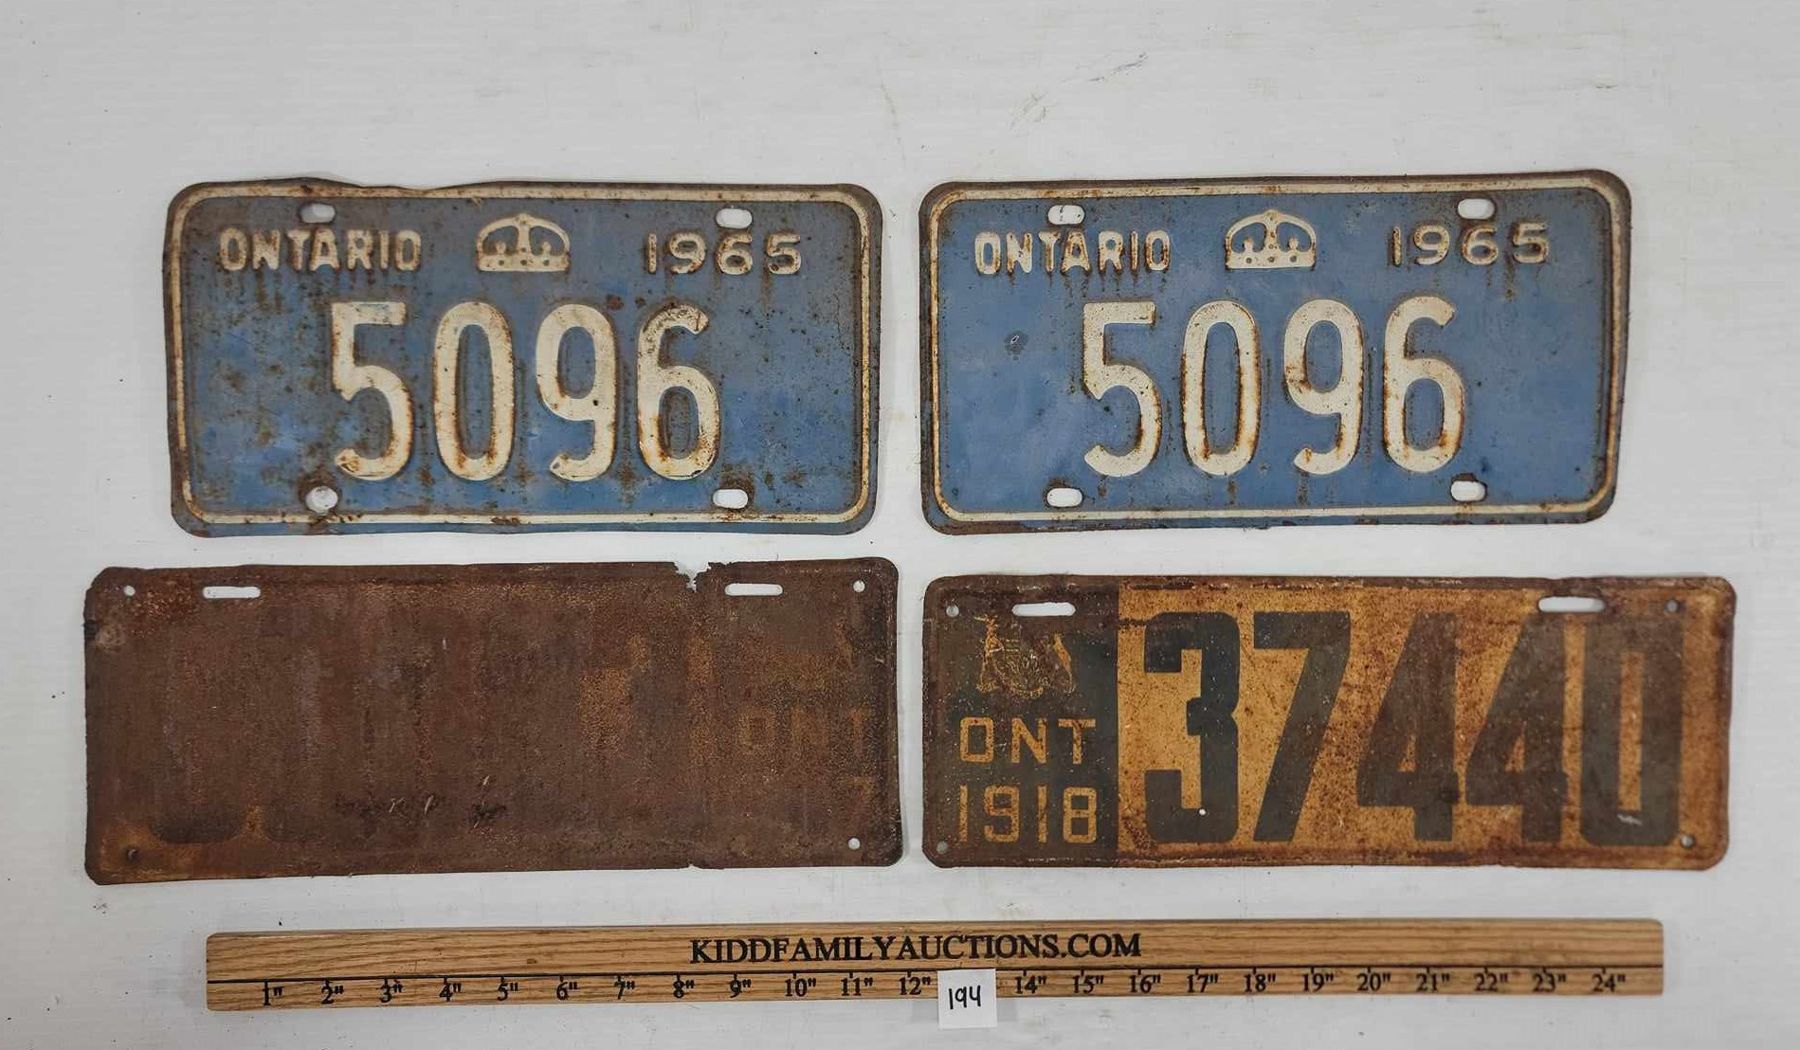 ONTARIO 1965
5096
ONTARIO 1965
5096
ONT
7
37440
ONT
1918
KIDDFAMILYAUCTIONS.COM
1" 2" 3" 4" 5" 6" 7" 8" 9" 10" 11" 12" 14" 15" 16" 17" 18" 19" 20" 21" 22" 23" 24"
194